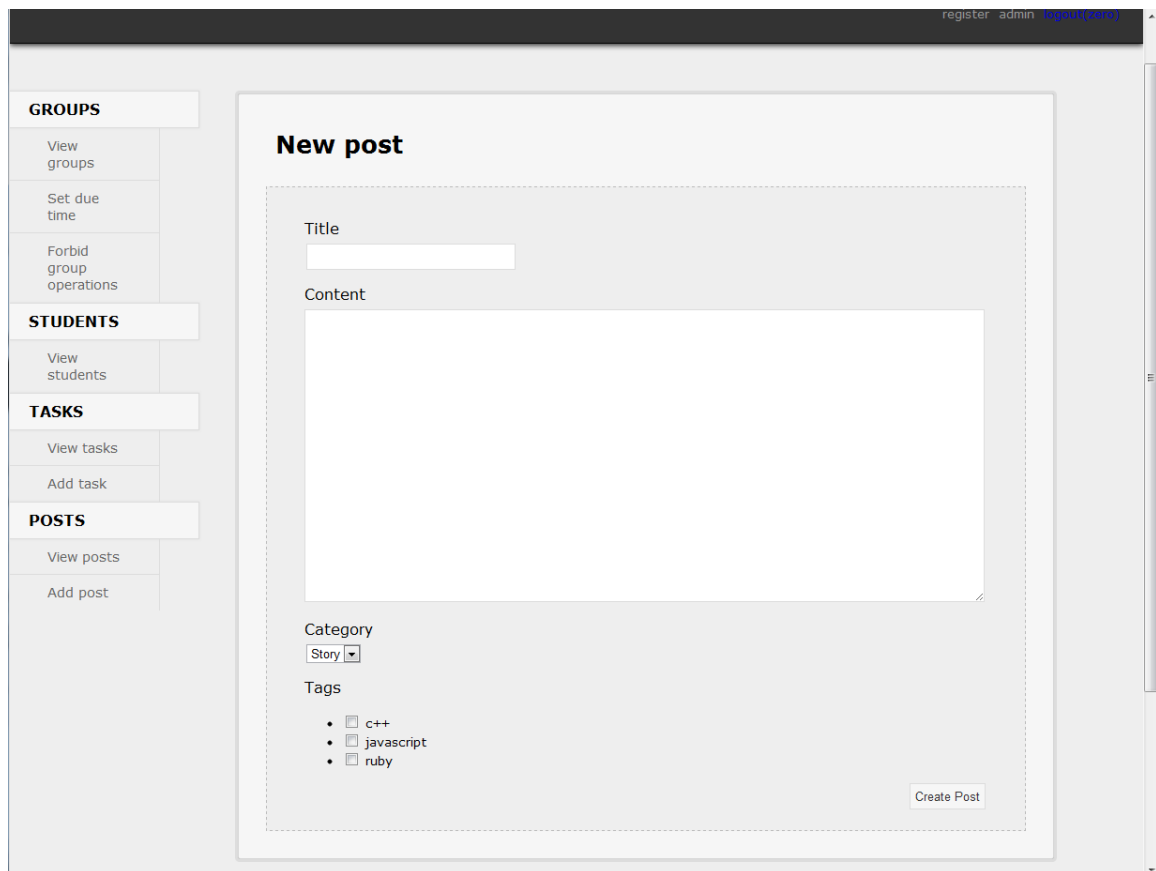 register admin logout(zero)
GROUPS
View
groups
Set due
time
Forbid
group
operations
STUDENTS
View
students
TASKS
View tasks
Add task
POSTS
View posts
Add post
New post
Title
Content
Category
Story
Tags
c++
javascript
ruby
Create Post